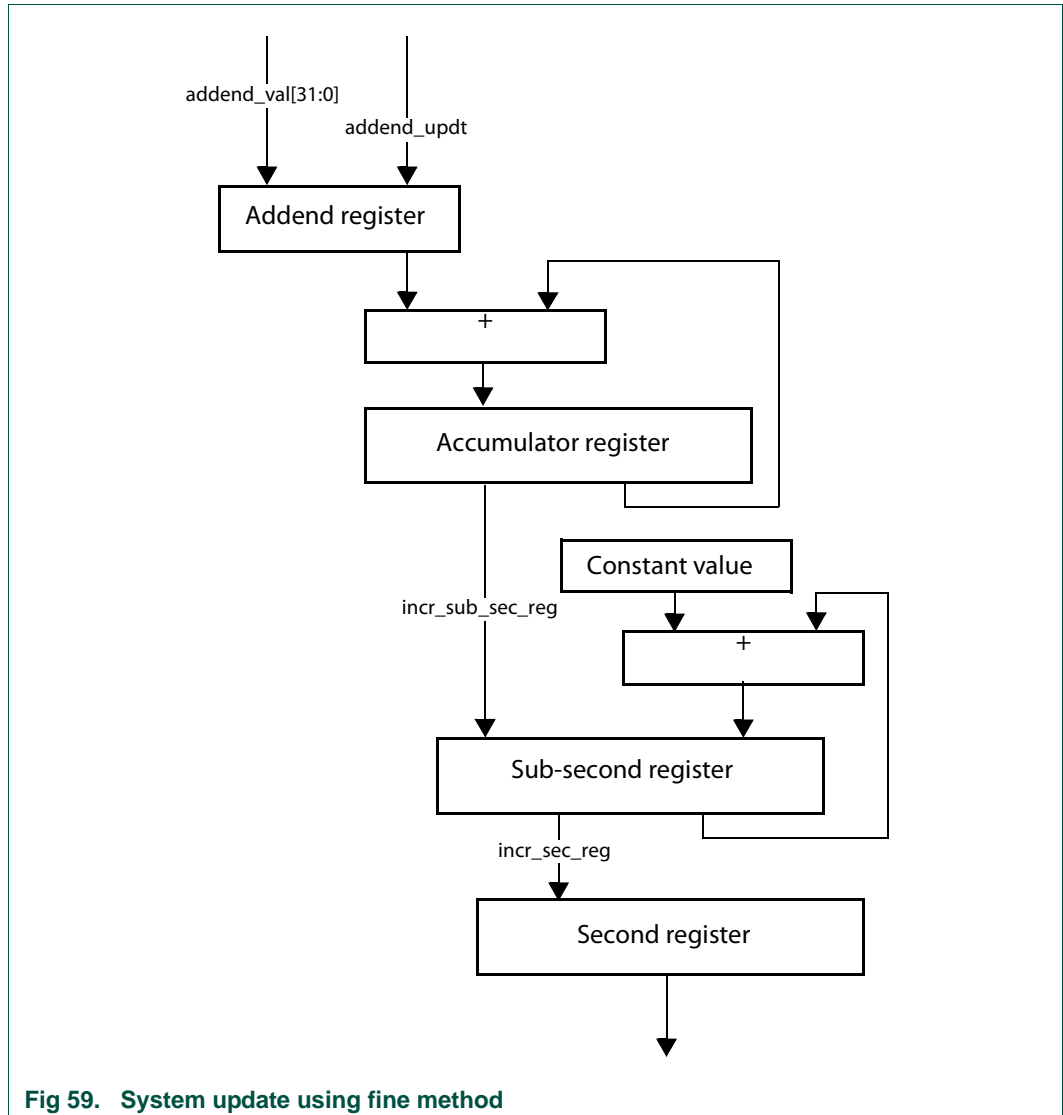 addend_val[31:0]
addend_updt
Addend register
+
Accumulator register
Constant value
incr_sub_sec_reg
+
Sub-second register
incr_sec_reg
Second register
Fig 59. System update using fine method